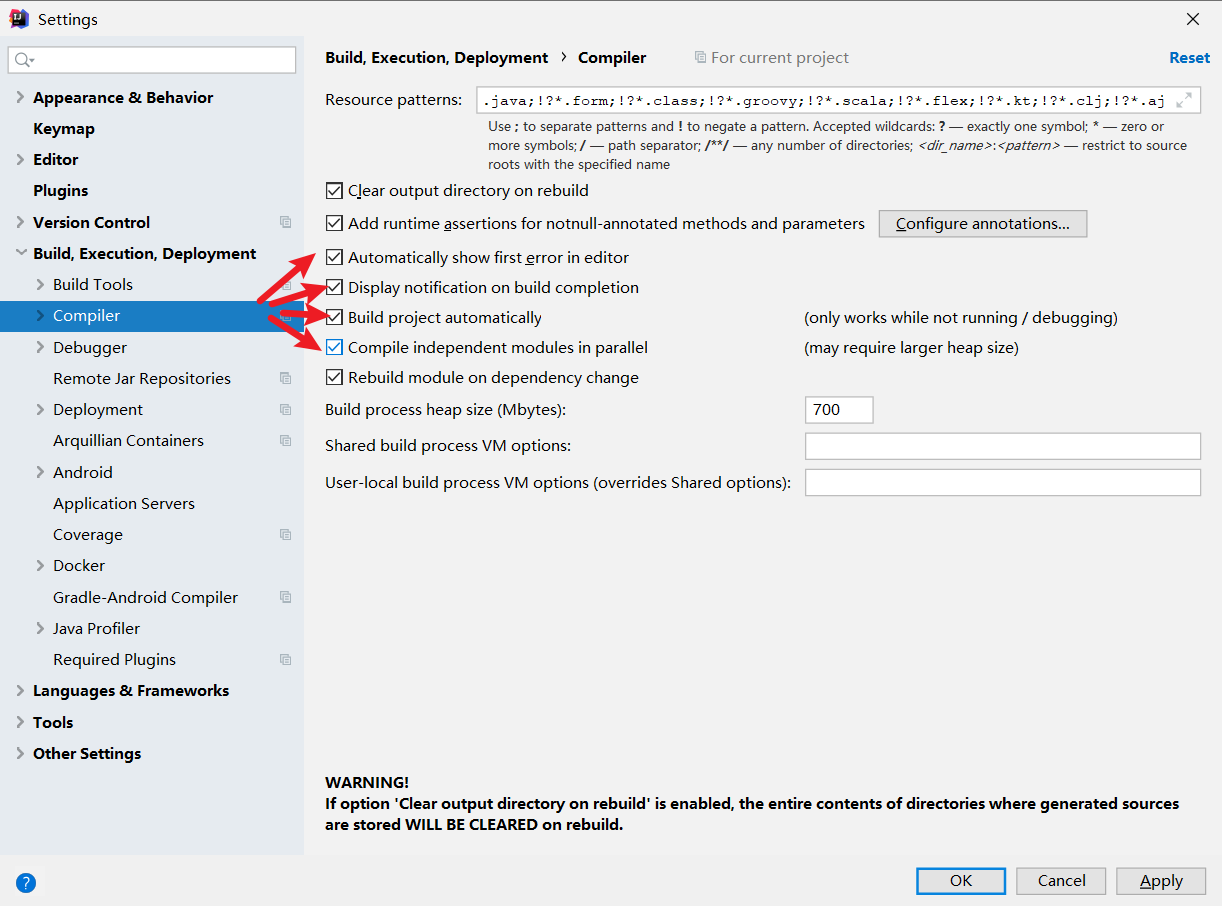 Settings
Build, Execution, Deployment › Compiler
For current project
Reset
Appearance & Behavior
Keymap
Editor
Plugins
Version Control
Build, Execution, Deployment
Build Tools
Compiler
Debugger
Remote Jar Repositories
Deployment
Arquillian Containers
Android
Application Servers
Coverage
Docker
Gradle-Android Compiler
Java Profiler
Required Plugins
Languages & Frameworks
Tools
Other Settings
Resource patterns: .java;!?*.form;!?*.class;!?*.groovy;!?*.scala;!?*.flex;!?*.kt;!?*.clj;!?*.aj
Use ; to separate patterns and ! to negate a pattern. Accepted wildcards: ? — exactly one symbol; * — zero or
more symbols; / — path separator; /**/ — any number of directories; <dir_name>:<pattern> — restrict to source
roots with the specified name
Clear output directory on rebuild
Add runtime assertions for notnull-annotated methods and parameters Configure annotations...
Automatically show first error in editor
Display notification on build completion
Build project automatically (only works while not running / debugging)
Compile independent modules in parallel (may require larger heap size)
Rebuild module on dependency change
Build process heap size (Mbytes): 700
Shared build process VM options:
User-local build process VM options (overrides Shared options):
WARNING!
If option 'Clear output directory on rebuild' is enabled, the entire contents of directories where generated sources
are stored WILL BE CLEARED on rebuild.
?
OK Cancel Apply